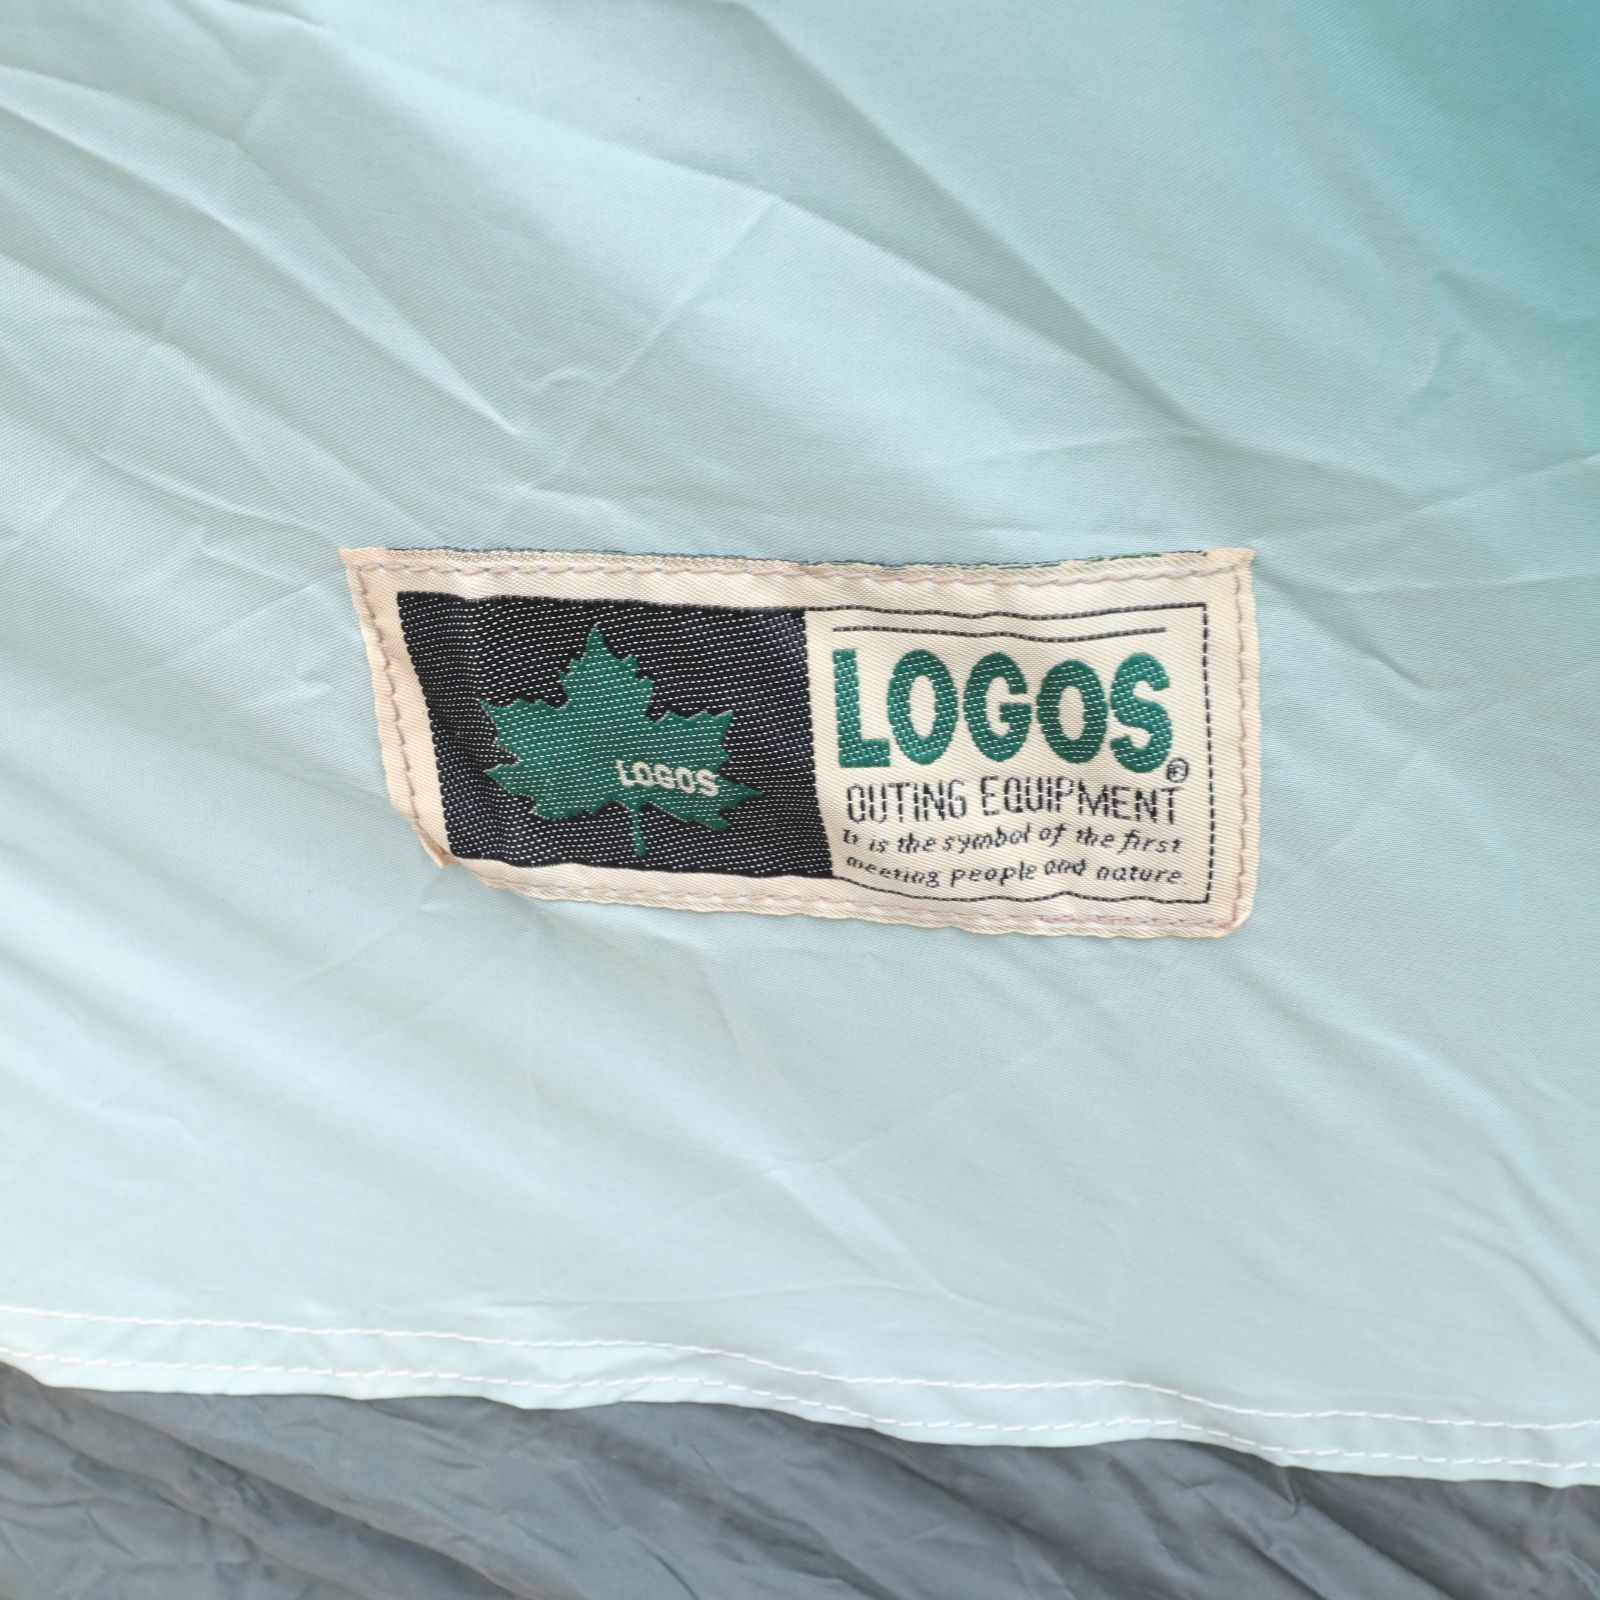 LOGOS
LOGOS®
OUTING EQUIPMENT
It is the symbol of the first
meeting people and nature.